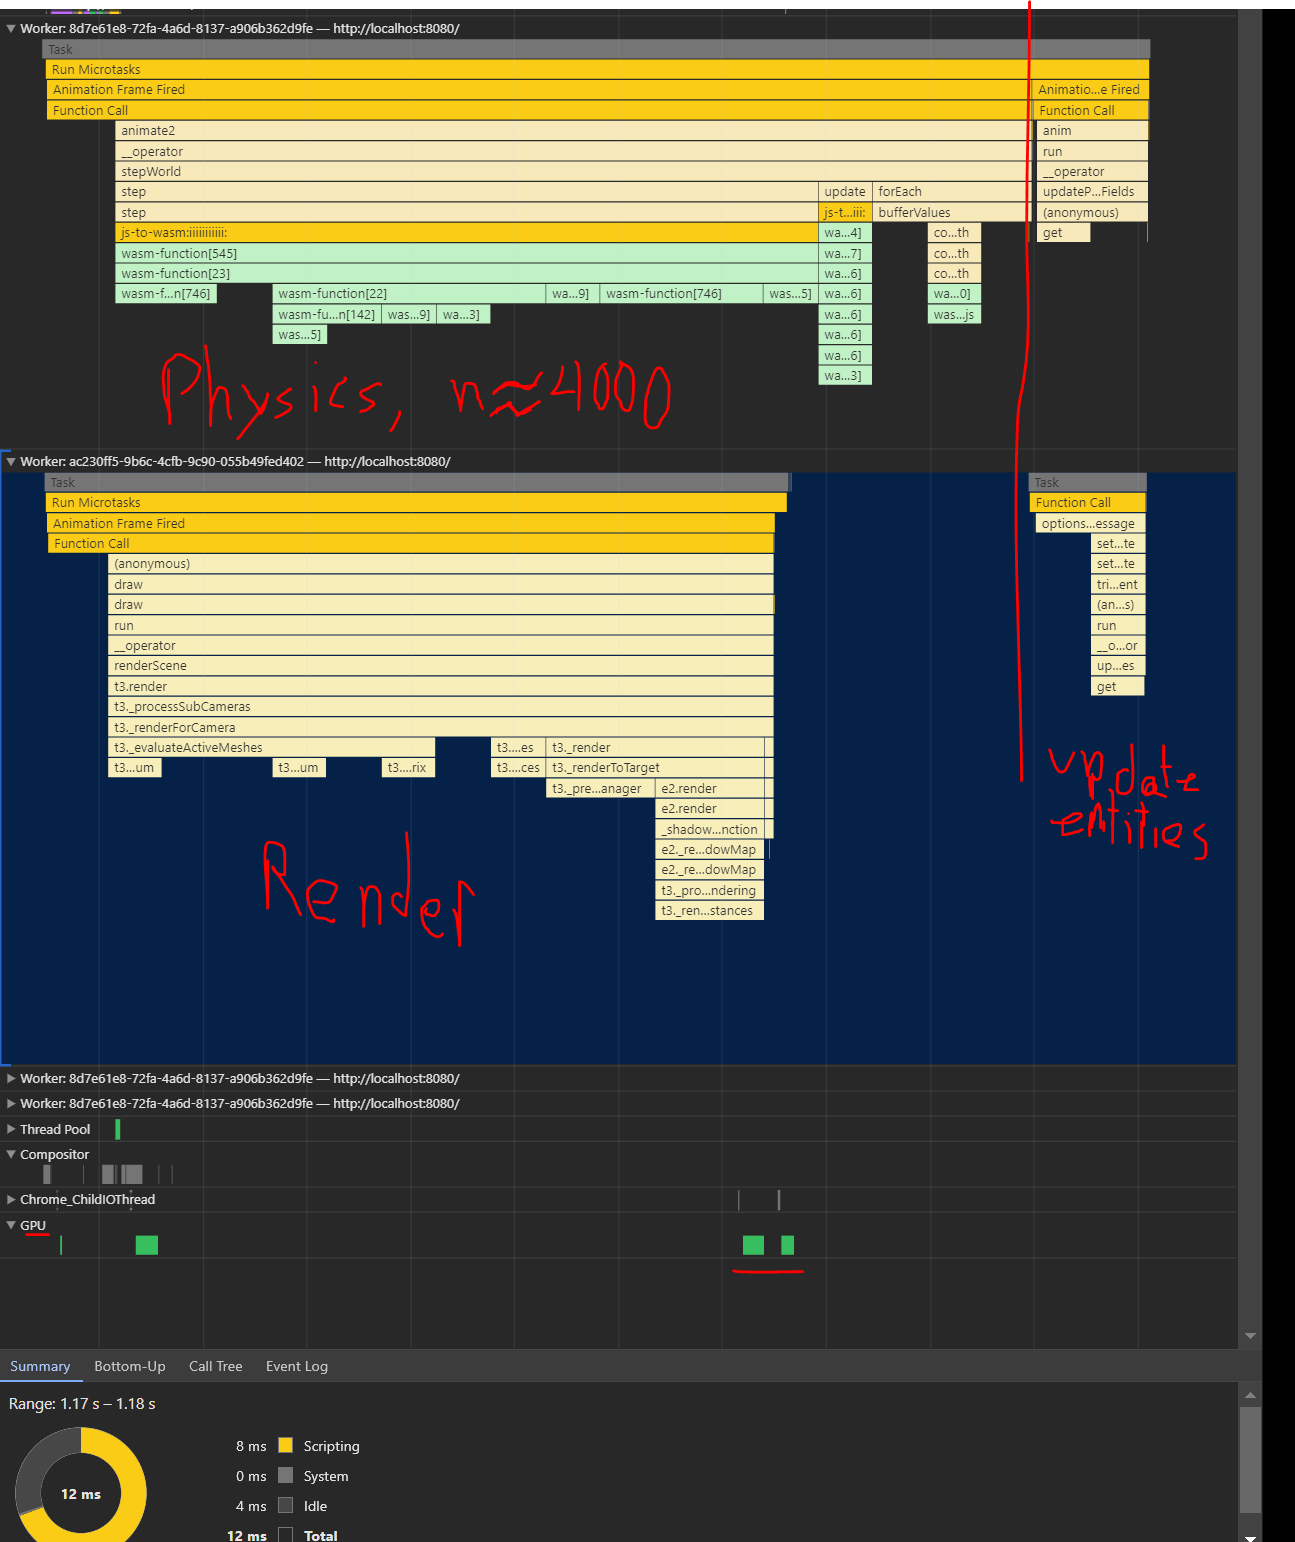 Worker: 8d7e61e8-72fa-4a6d-8137-a906b362d9fe — http://localhost:8080/
Task
Run Microtasks
Animation Frame Fired Animatio...e Fired
Function Call Function Call
animate2 anim
__operator run
stepWorld __operator
step update forEach updateP...Fields
step js-t...iii: bufferValues (anonymous)
js-to-wasm:iiiiiiiiiii: wa...4] co...th get
wasm-function[545] wa...7] co...th
wasm-function[23] wa...6] co...th
wasm-f...n[746] wasm-function[22] wa...9] wasm-function[746] was...5] wa...6] wa...0]
wasm-fu...n[142] was...9] wa...3] wa...6] was...js
was...5] wa...6]
wa...6]
wa...3]
Physics, n≈4000
Worker: ac230ff5-9b6c-4cfb-9c90-055b49fed402 — http://localhost:8080/
Task Task
Run Microtasks Function Call
Animation Frame Fired options...essage
Function Call set...te
(anonymous) set...te
draw tri...ent
draw (an...s)
run run
__operator __o...or
renderScene up...es
t3.render get
t3._processSubCameras
t3._renderForCamera
t3._evaluateActiveMeshes t3....es t3._render
t3...um t3...um t3....rix t3....ces t3._renderToTarget
t3._pre...anager e2.render
e2.render
_shadow...nction
e2._re...dowMap
e2._re...dowMap
t3._pro...ndering
t3._ren...stances
update
entities
Render
Worker: 8d7e61e8-72fa-4a6d-8137-a906b362d9fe — http://localhost:8080/
Worker: 8d7e61e8-72fa-4a6d-8137-a906b362d9fe — http://localhost:8080/
Thread Pool
Compositor
Chrome_ChildIOThread
GPU
Summary Bottom-Up Call Tree Event Log
Range: 1.17 s – 1.18 s
8 ms Scripting
0 ms System
4 ms Idle
12 ms Total
12 ms